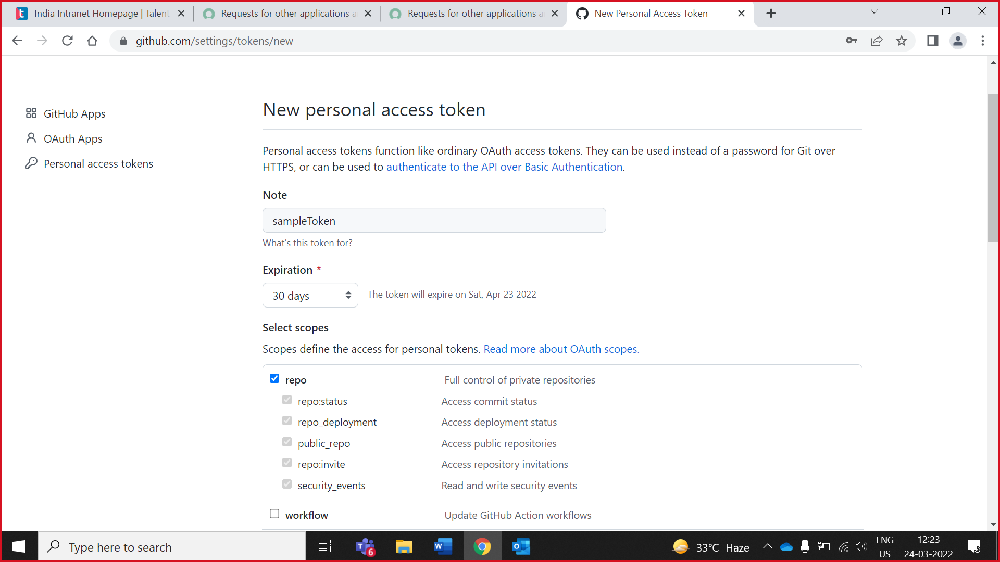 India Intranet Homepage | Talent
Requests for other applications a
Requests for other applications a
New Personal Access Token
github.com/settings/tokens/new
GitHub Apps
OAuth Apps
Personal access tokens
New personal access token
Personal access tokens function like ordinary OAuth access tokens. They can be used instead of a password for Git over
HTTPS, or can be used to authenticate to the API over Basic Authentication.
Note
sampleToken
What's this token for?
Expiration *
30 days
The token will expire on Sat, Apr 23 2022
Select scopes
Scopes define the access for personal tokens. Read more about OAuth scopes.
repo Full control of private repositories
repo:status Access commit status
repo_deployment Access deployment status
public_repo Access public repositories
repo:invite Access repository invitations
security_events Read and write security events
workflow Update GitHub Action workflows
Type here to search
6
33°C Haze
ENG
US
12:23
24-03-2022